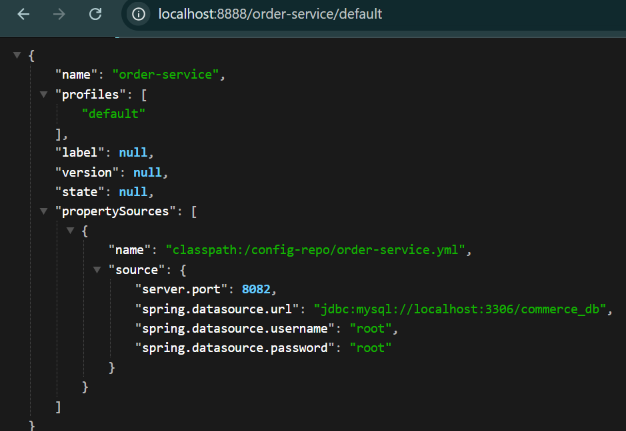 localhost:8888/order-service/default
{
"name": "order-service",
"profiles": [
"default"
],
"label": null,
"version": null,
"state": null,
"propertySources": [
{
"name": "classpath:/config-repo/order-service.yml",
"source": {
"server.port": 8082,
"spring.datasource.url": "jdbc:mysql://localhost:3306/commerce_db",
"spring.datasource.username": "root",
"spring.datasource.password": "root"
}
}
]
}